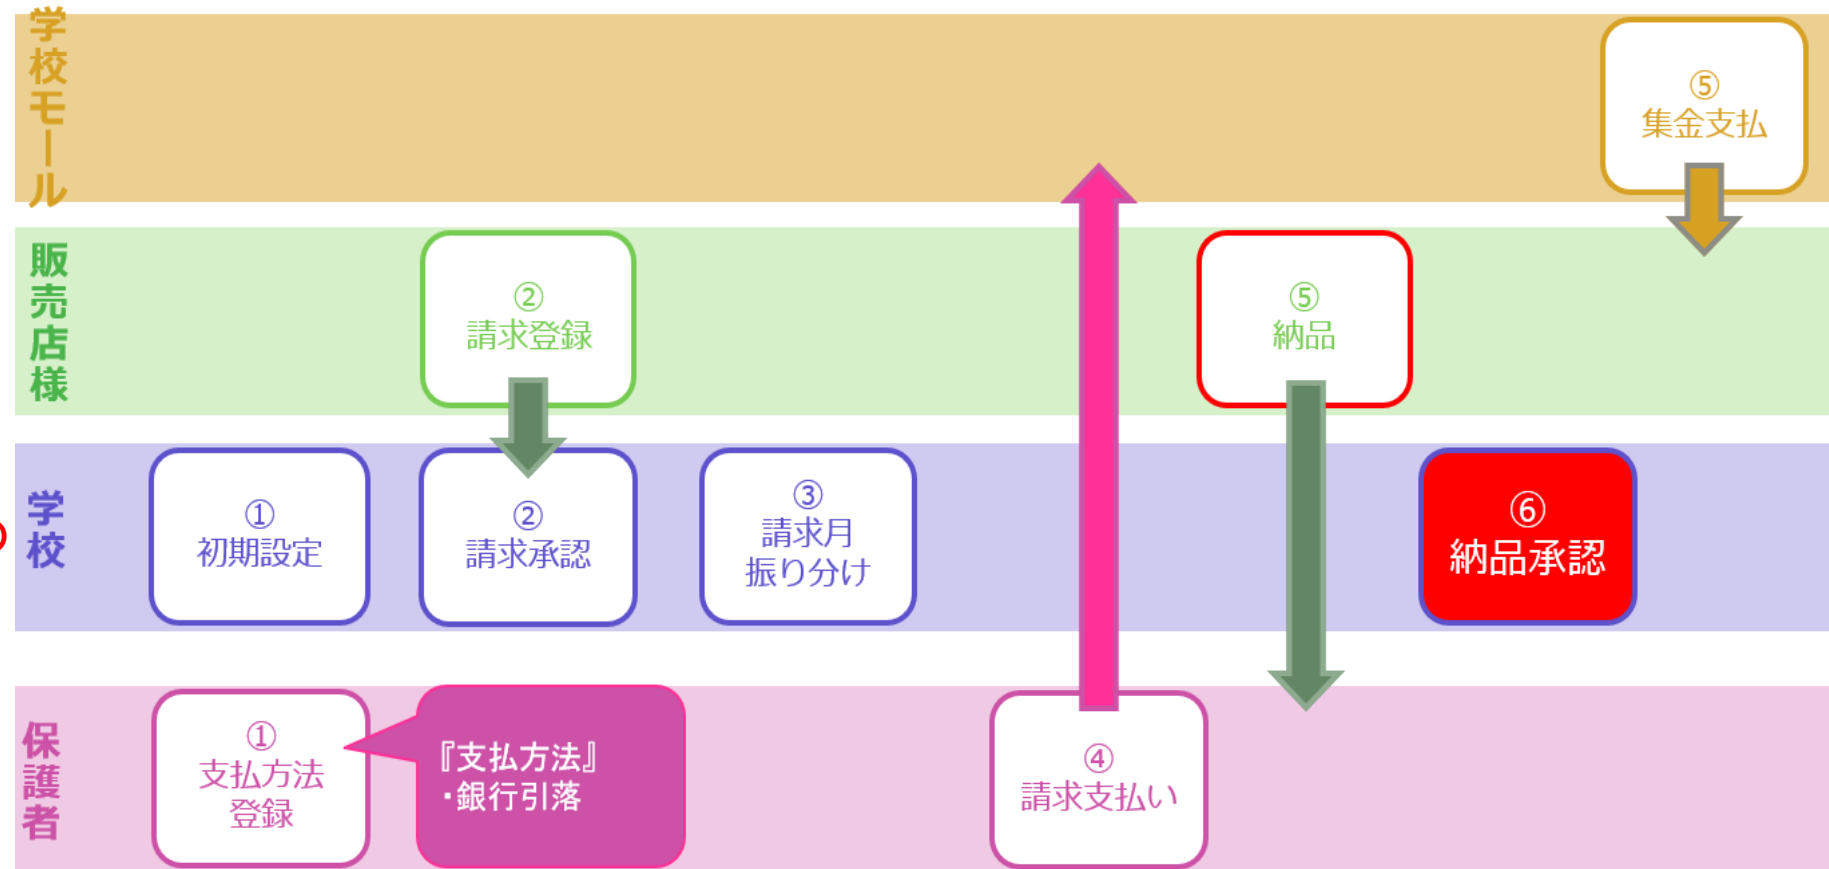 学校モール
⑤
集金支払
販売店様
②
請求登録
⑤
納品
学校
①
初期設定
②
請求承認
③
請求月
振り分け
⑥
納品承認
保護者
①
支払方法
登録
『支払方法』
・銀行引落
④
請求支払い